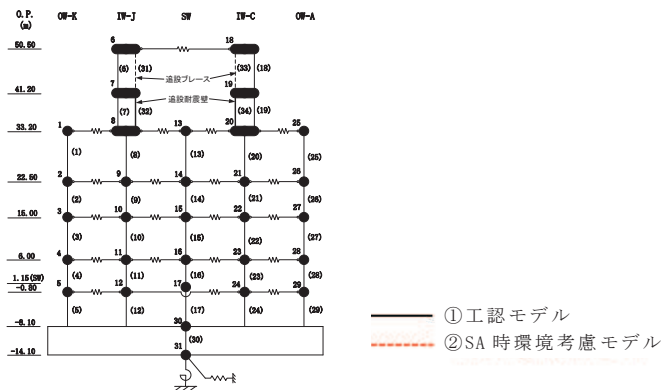 O.P.
(m)
OW-K IW-J SW IW-C OW-A
6 18
50.50
(6) (31) (33) (18)
追設ブレース
7 19
41.20
追設耐震壁
(7) (32) (34) (19)
33.20
1 8 13 20 25
(1) (8) (13) (20) (25)
22.50
2 9 14 21 26
(2) (9) (14) (21) (26)
15.00
3 10 15 22 27
(3) (10) (15) (22) (27)
6.00
4 11 16 23 28
(4) (11) (16) (23) (28)
1.15(SW)
17
-0.80
5 12 24 29
(5) (12) (17) (24) (29)
-8.10
30
(30)
-14.10
31
①工認モデル
②SA時環境考慮モデル